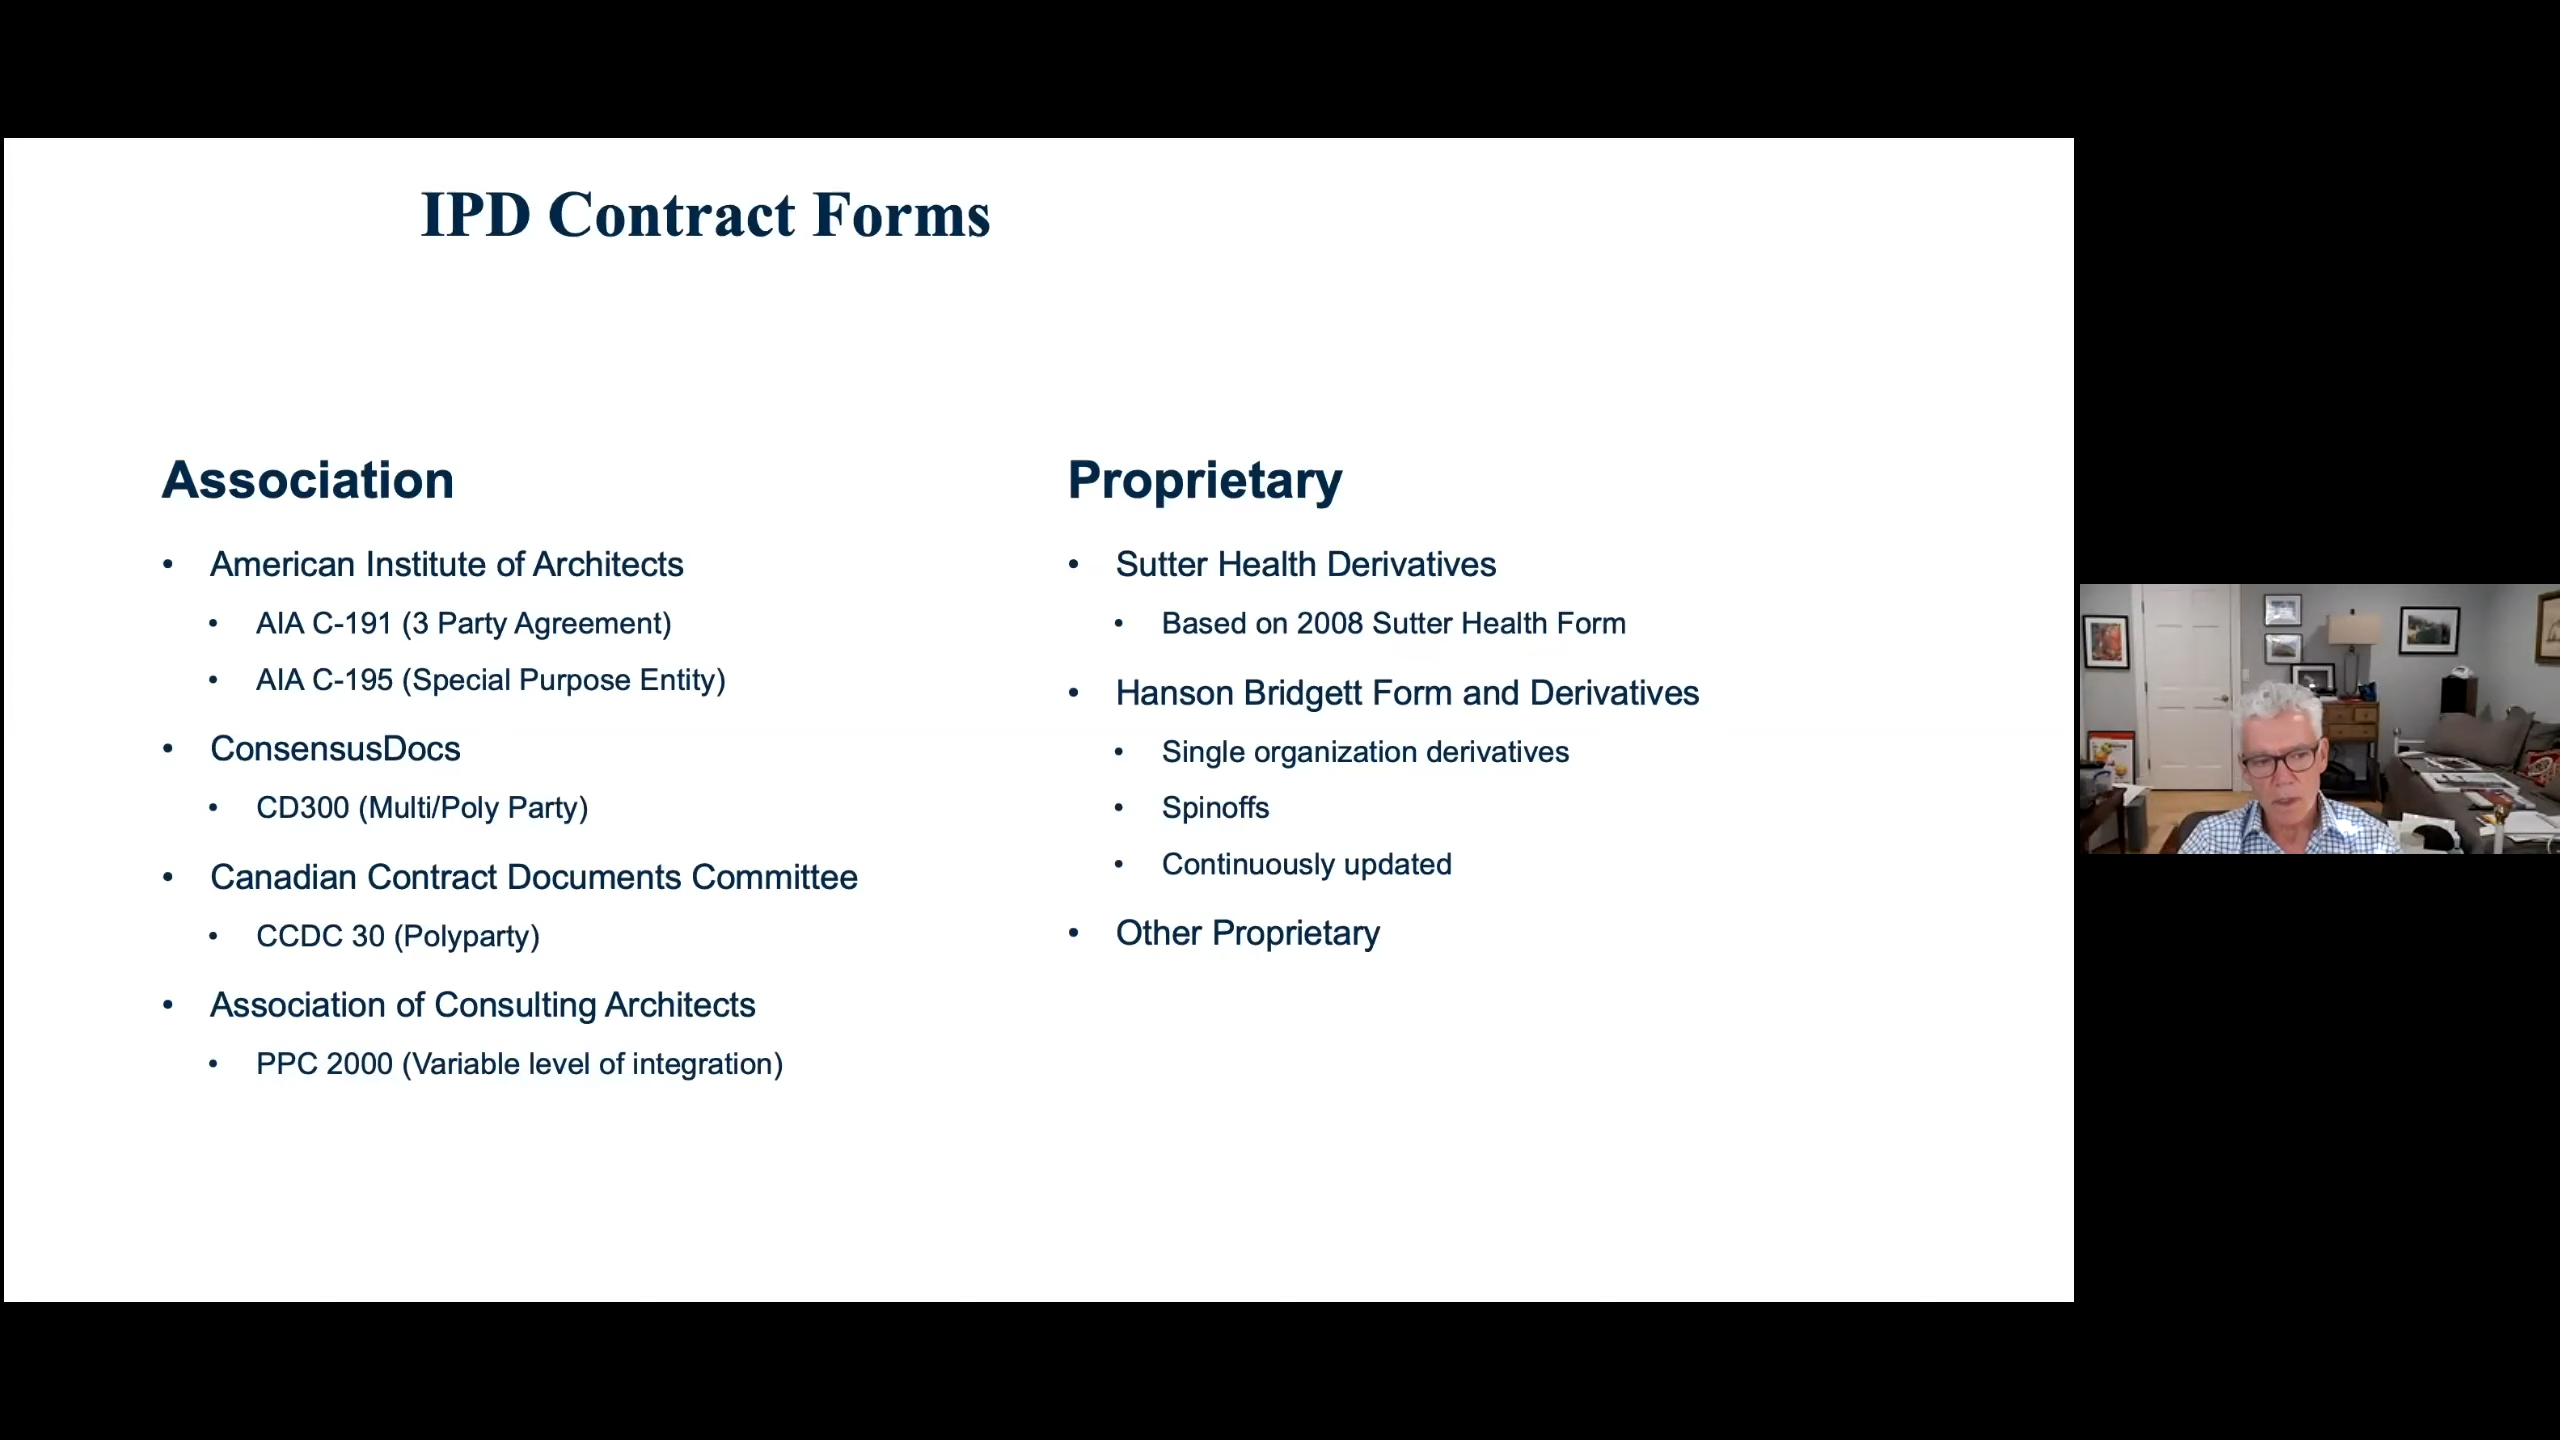 IPD Contract Forms
Association
• American Institute of Architects
• AIA C-191 (3 Party Agreement)
• AIA C-195 (Special Purpose Entity)
• ConsensusDocs
• CD300 (Multi/Poly Party)
• Canadian Contract Documents Committee
• CCDC 30 (Polyparty)
• Association of Consulting Architects
• PPC 2000 (Variable level of integration)
Proprietary
• Sutter Health Derivatives
• Based on 2008 Sutter Health Form
• Hanson Bridgett Form and Derivatives
• Single organization derivatives
• Spinoffs
• Continuously updated
• Other Proprietary